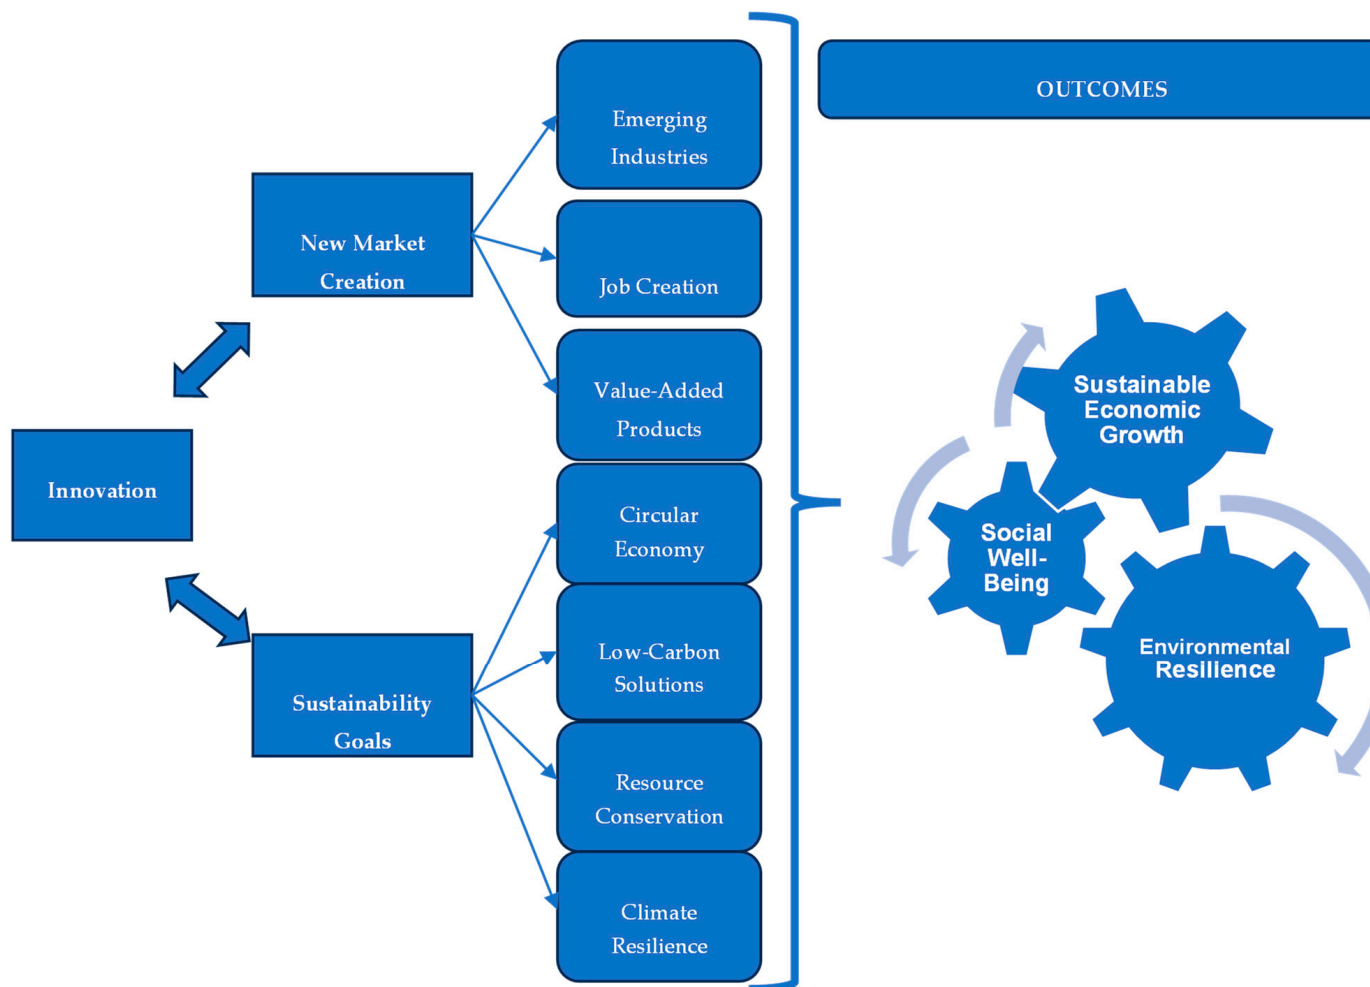 Innovation
New Market
Creation
Sustainability
Goals
Emerging
Industries
Job Creation
Value-Added
Products
Circular
Economy
Low-Carbon
Solutions
Resource
Conservation
Climate
Resilience
OUTCOMES
Sustainable
Economic
Growth
Social
Well-
Being
Environmental
Resilience